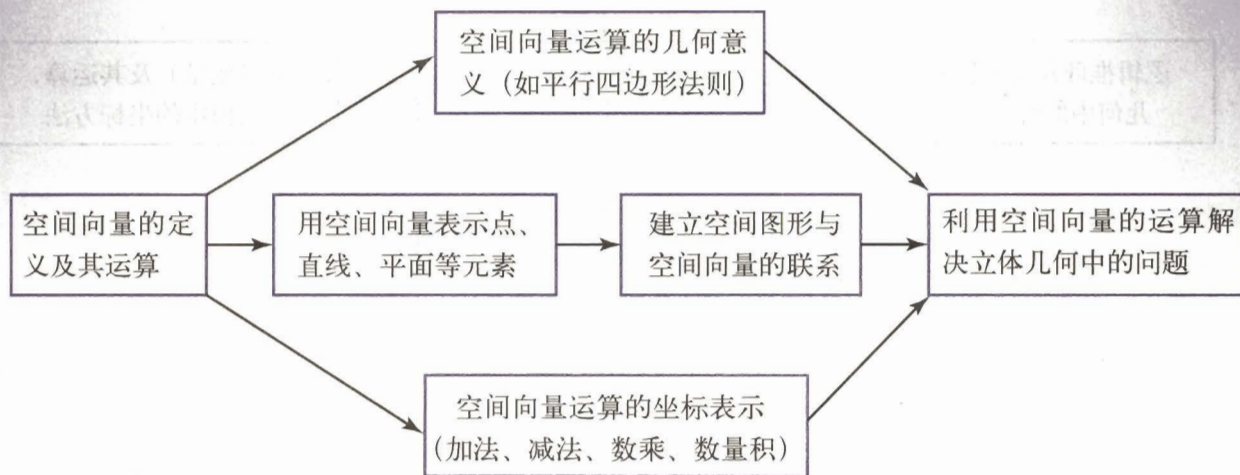 空间向量运算的几何意
义（如平行四边形法则）
空间向量的定
义及其运算
用空间向量表示点、
直线、平面等元素
建立空间图形与
空间向量的联系
利用空间向量的运算解
决立体几何中的问题
空间向量运算的坐标表示
（加法、减法、数乘、数量积）